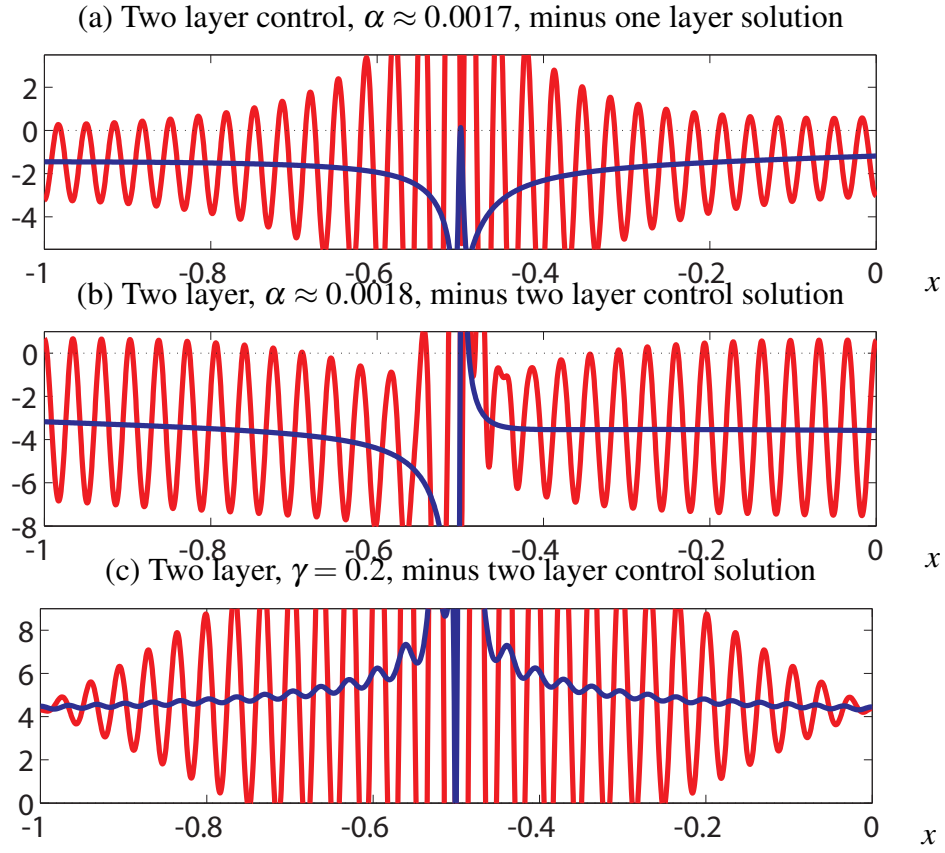 (a) Two layer control, α ≈ 0.0017, minus one layer solution
2
0
-2
-4
-1 -0.8 -0.6 -0.4 -0.2 0 x
(b) Two layer, α ≈ 0.0018, minus two layer control solution
0
-2
-4
-6
-8
-1 -0.8 -0.6 -0.4 -0.2 0 x
(c) Two layer, γ = 0.2, minus two layer control solution
8
6
4
2
0
-1 -0.8 -0.6 -0.4 -0.2 0 x